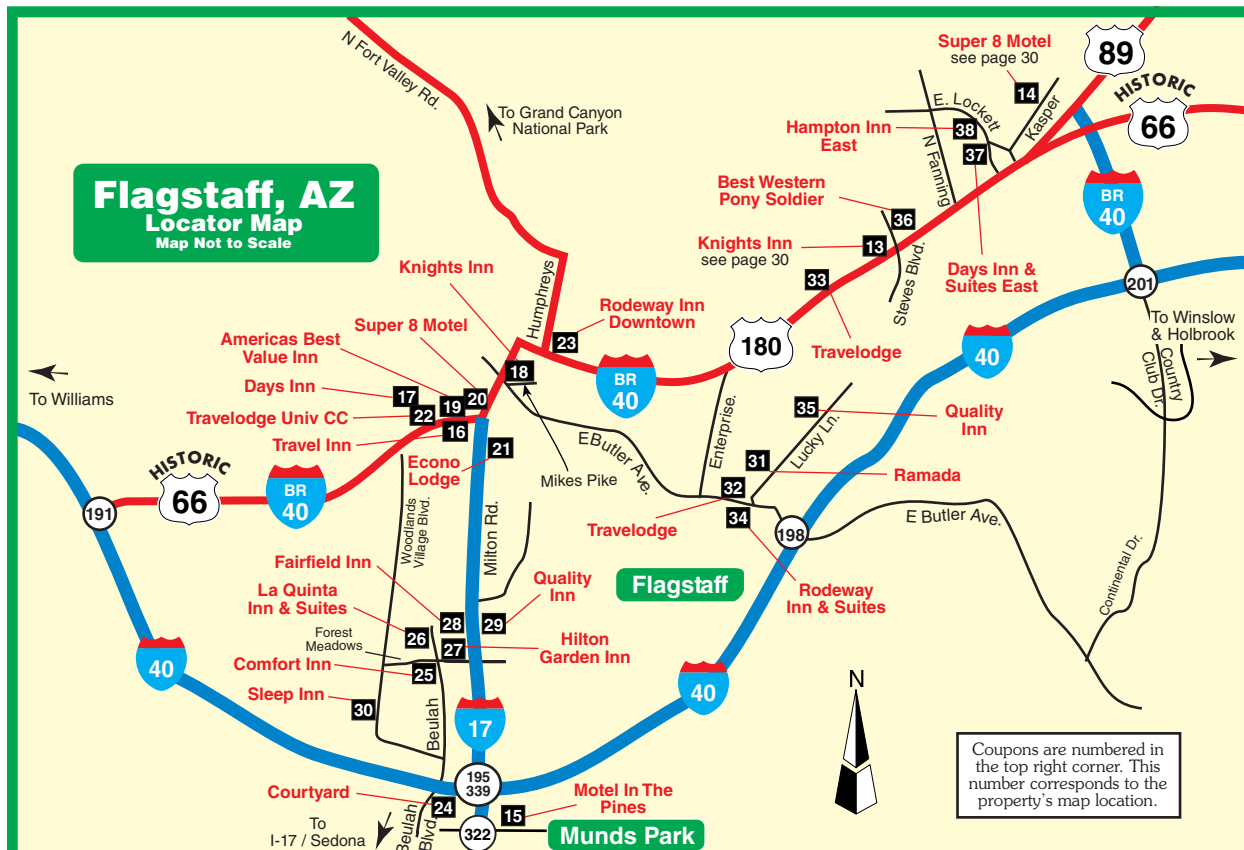 Flagstaff, AZ
Locator Map
Map Not to Scale
N Fort Valley Rd.
To Grand Canyon
National Park
Super 8 Motel
see page 30
14
89
HISTORIC
66
E. Lockett
Kasper
Hampton Inn
East
38
37
N Fanning
BR
40
Best Western
Pony Soldier
36
Knights Inn
see page 30
13
Steves Blvd.
Days Inn &
Suites East
33
Travelodge
201
To Winslow
& Holbrook
Country
Club Dr.
40
180
Knights Inn
Humphreys
Rodeway Inn
Downtown
23
Super 8 Motel
Americas Best
Value Inn
Days Inn
Travelodge Univ CC
Travel Inn
17
22
19
20
18
16
BR
40
To Williams
Econo
Lodge
21
Mikes Pike
E Butler Ave.
Enterprise.
Lucky Ln.
35
Quality
Inn
31
Ramada
32
Travelodge
34
198
Rodeway
Inn & Suites
E Butler Ave.
Continental Dr.
HISTORIC
66
BR
40
191
Woodlands
Village Blvd.
Milton Rd.
Fairfield Inn
La Quinta
Inn & Suites
28
26
27
29
Quality
Inn
Hilton
Garden Inn
Flagstaff
Forest
Meadows
Comfort Inn
25
Sleep Inn
30
Beulah
40
17
40
195
339
Courtyard
24
To
I-17 / Sedona
Beulah
Blvd.
322
15
Motel In The
Pines
Munds Park
N
Coupons are numbered in
the top right corner. This
number corresponds to the
property's map location.